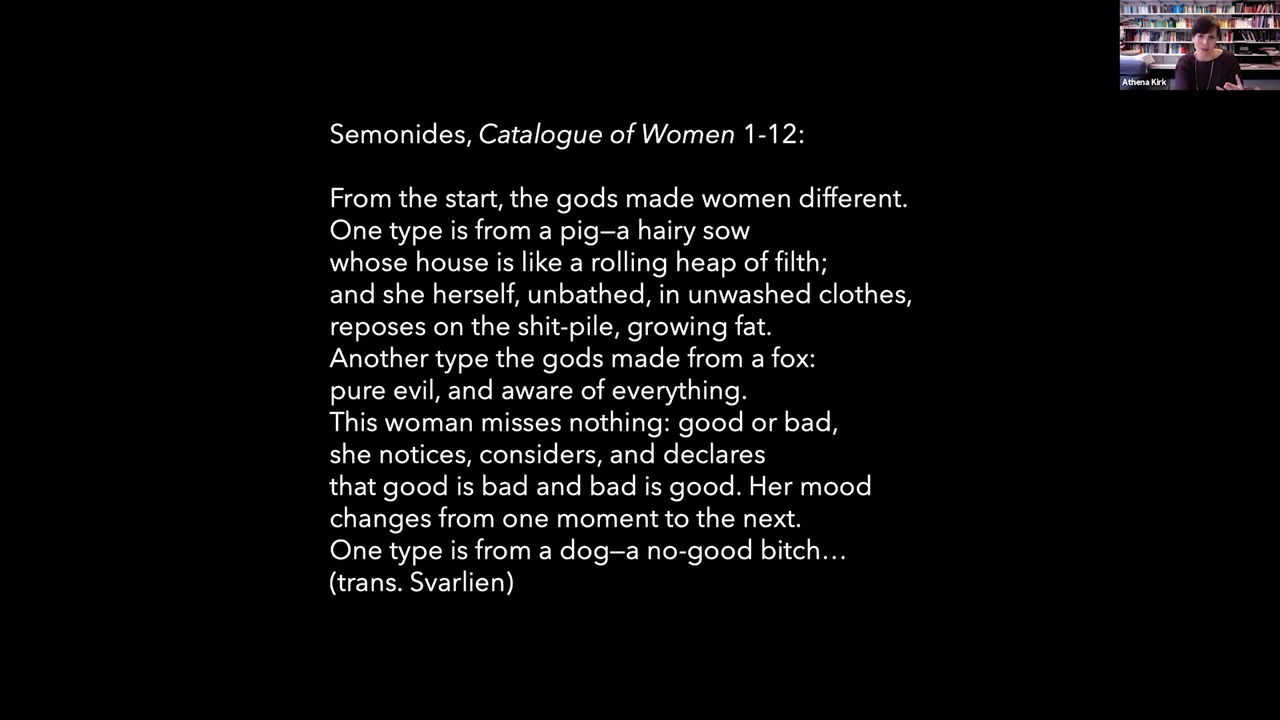 Athena Kirk
Semonides, Catalogue of Women 1-12:
From the start, the gods made women different.
One type is from a pig—a hairy sow
whose house is like a rolling heap of filth;
and she herself, unbathed, in unwashed clothes,
reposes on the shit-pile, growing fat.
Another type the gods made from a fox:
pure evil, and aware of everything.
This woman misses nothing: good or bad,
she notices, considers, and declares
that good is bad and bad is good. Her mood
changes from one moment to the next.
One type is from a dog—a no-good bitch…
(trans. Svarlien)